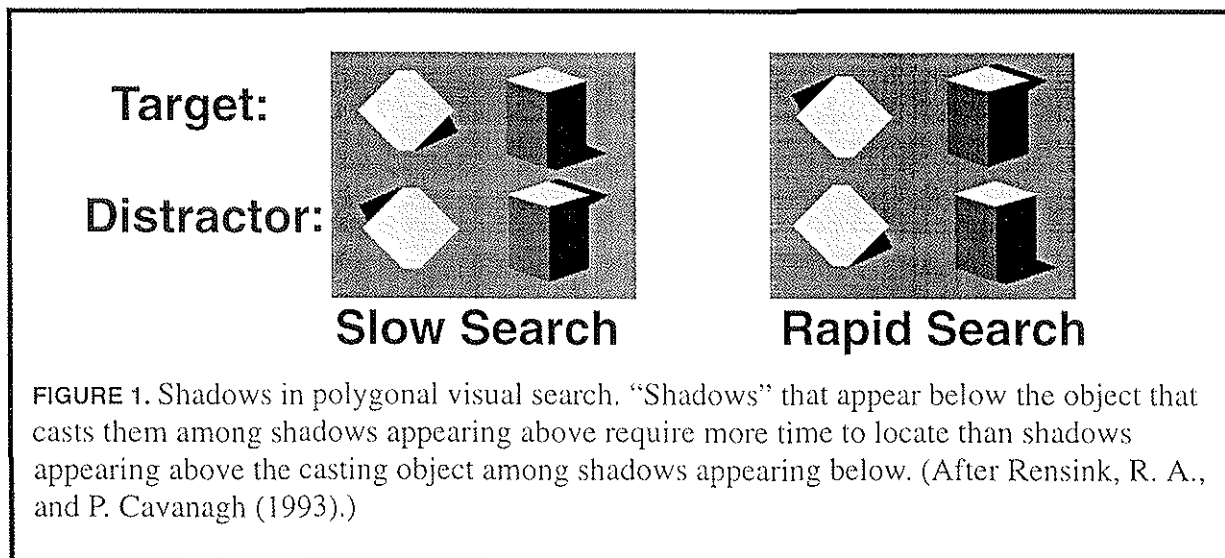 Target:
Distractor:
Slow Search
Rapid Search
FIGURE 1. Shadows in polygonal visual search. “Shadows” that appear below the object that
casts them among shadows appearing above require more time to locate than shadows
appearing above the casting object among shadows appearing below. (After Rensink, R. A.,
and P. Cavanagh (1993).)